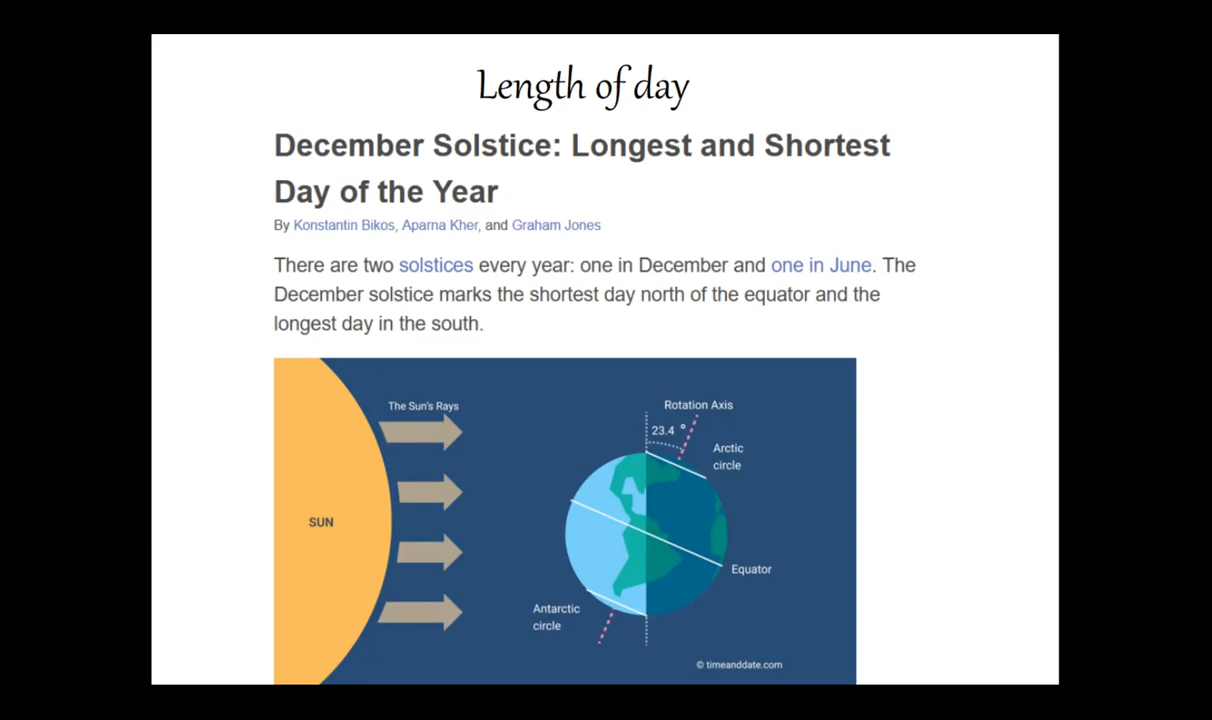 Length of day
December Solstice: Longest and Shortest
Day of the Year
By Konstantin Bikos, Aparna Kher, and Graham Jones
There are two solstices every year: one in December and one in June. The
December solstice marks the shortest day north of the equator and the
longest day in the south.
The Sun's Rays
Rotation Axis
23.4 °
Arctic
circle
SUN
Equator
Antarctic
circle
© timeanddate.com